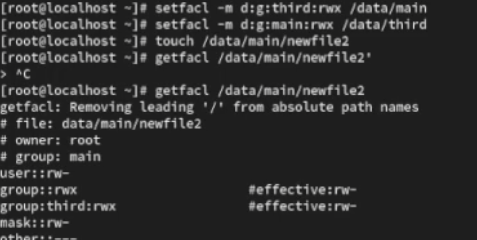 [root@localhost ~]# setfacl -m d:g:third:rwx /data/main
[root@localhost ~]# setfacl -m d:g:main:rwx /data/third
[root@localhost ~]# touch /data/main/newfile2
[root@localhost ~]# getfacl /data/main/newfile2'
> ^C
[root@localhost ~]# getfacl /data/main/newfile2
getfacl: Removing leading '/' from absolute path names
# file: data/main/newfile2
# owner: root
# group: main
user::rw-
group::rwx #effective:rw-
group:third:rwx #effective:rw-
mask::rw-
other::---